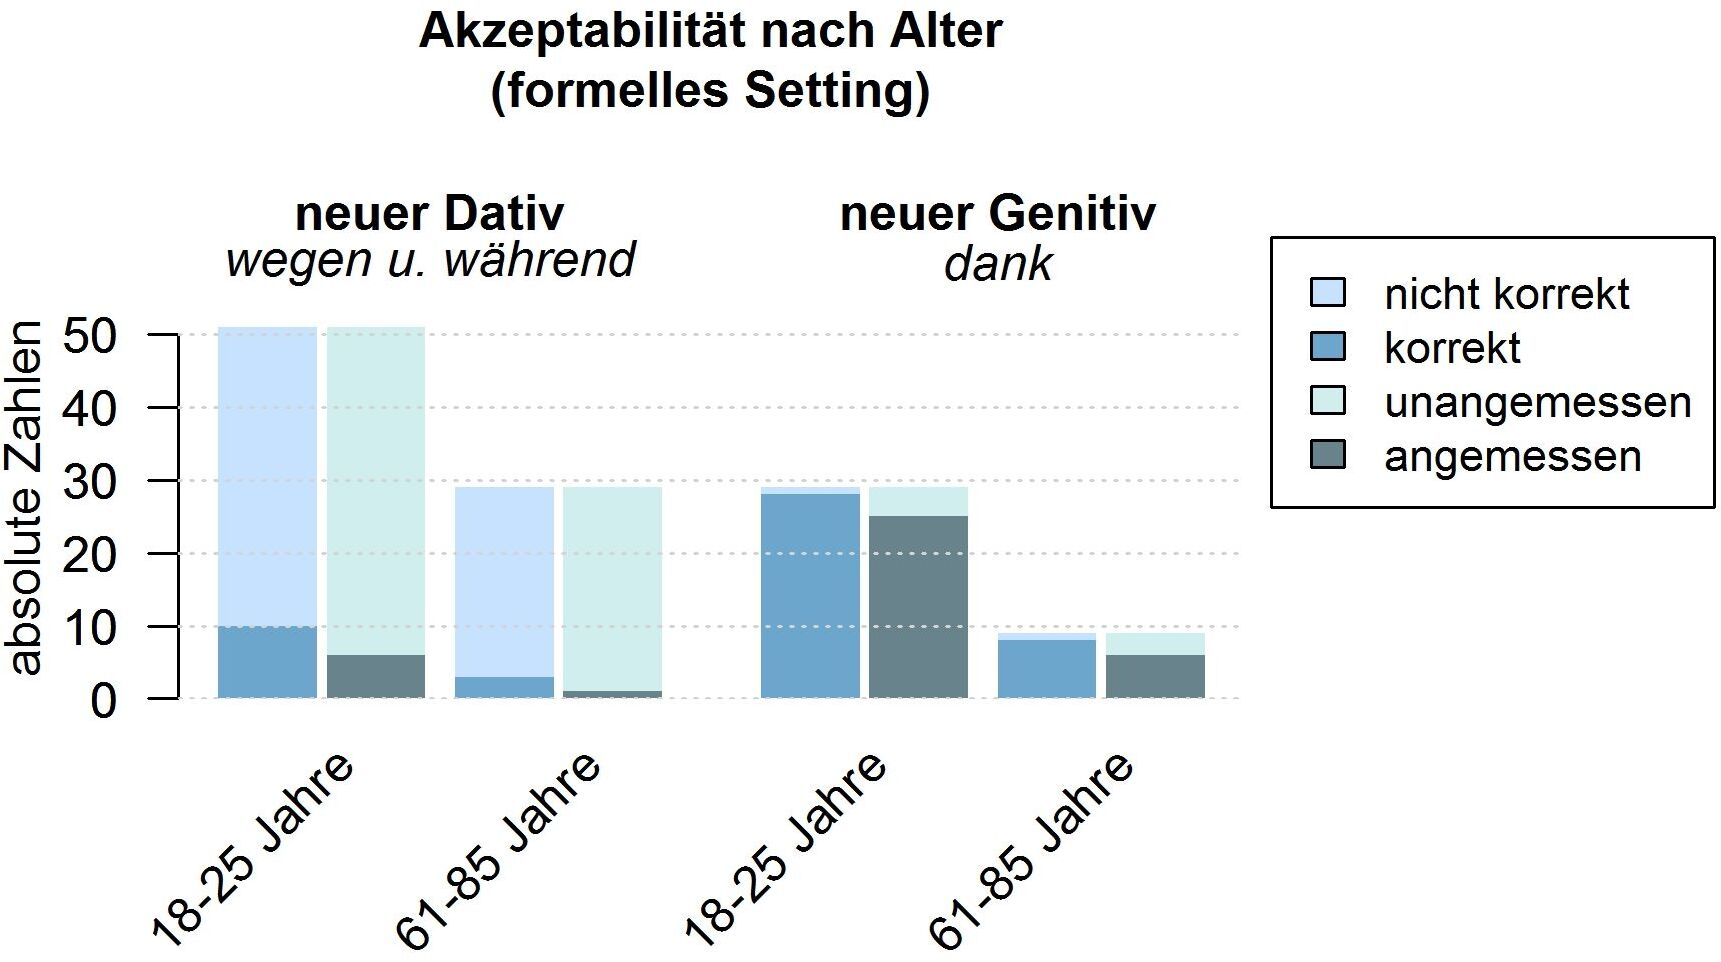 Akzeptabilität nach Alter
(formelles Setting)
neuer Dativ
wegen u. während
neuer Genitiv
dank
nicht korrekt
korrekt
unangemessen
angemessen
absolute Zahlen
50
40
30
20
10
0
18-25 Jahre
61-85 Jahre
18-25 Jahre
61-85 Jahre